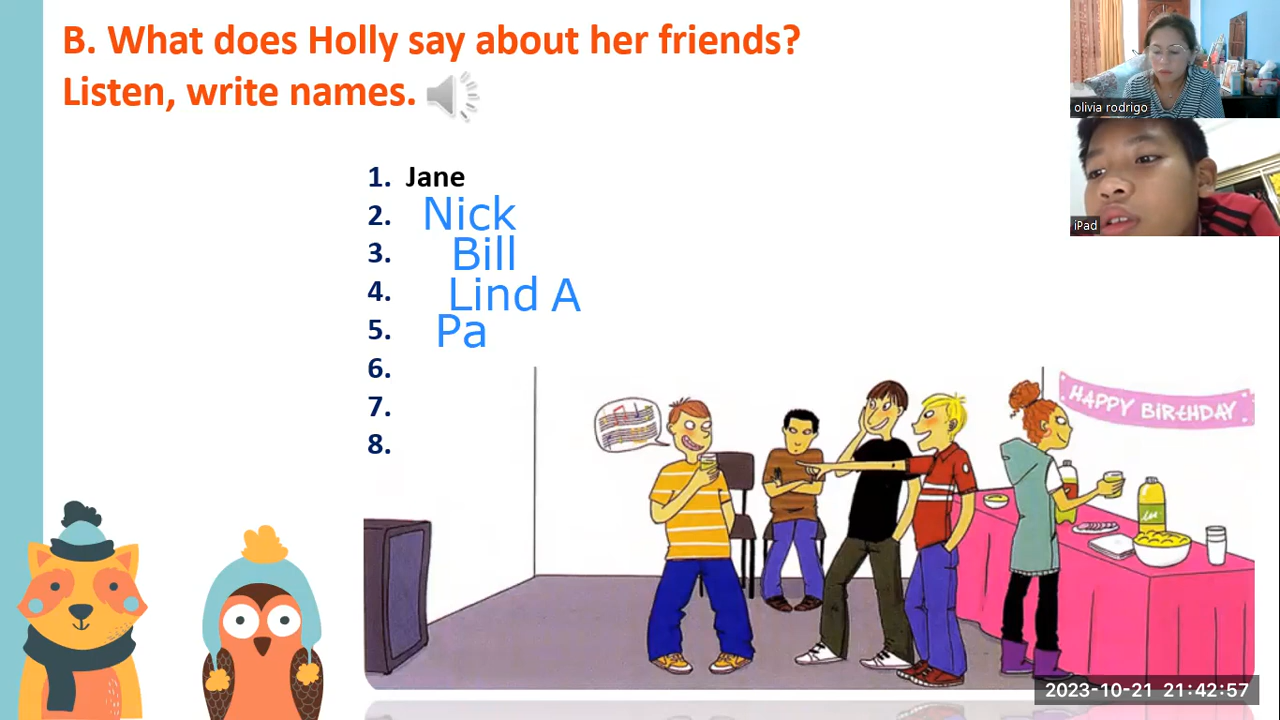 B. What does Holly say about her friends?
Listen, write names.
olivia rodrigo
iPad
1. Jane
2. Nick
3. Bill
4. Lind A
5. Pa
6.
7.
8.
HAPPY BIRTHDAY
2023-10-21 21:42:57